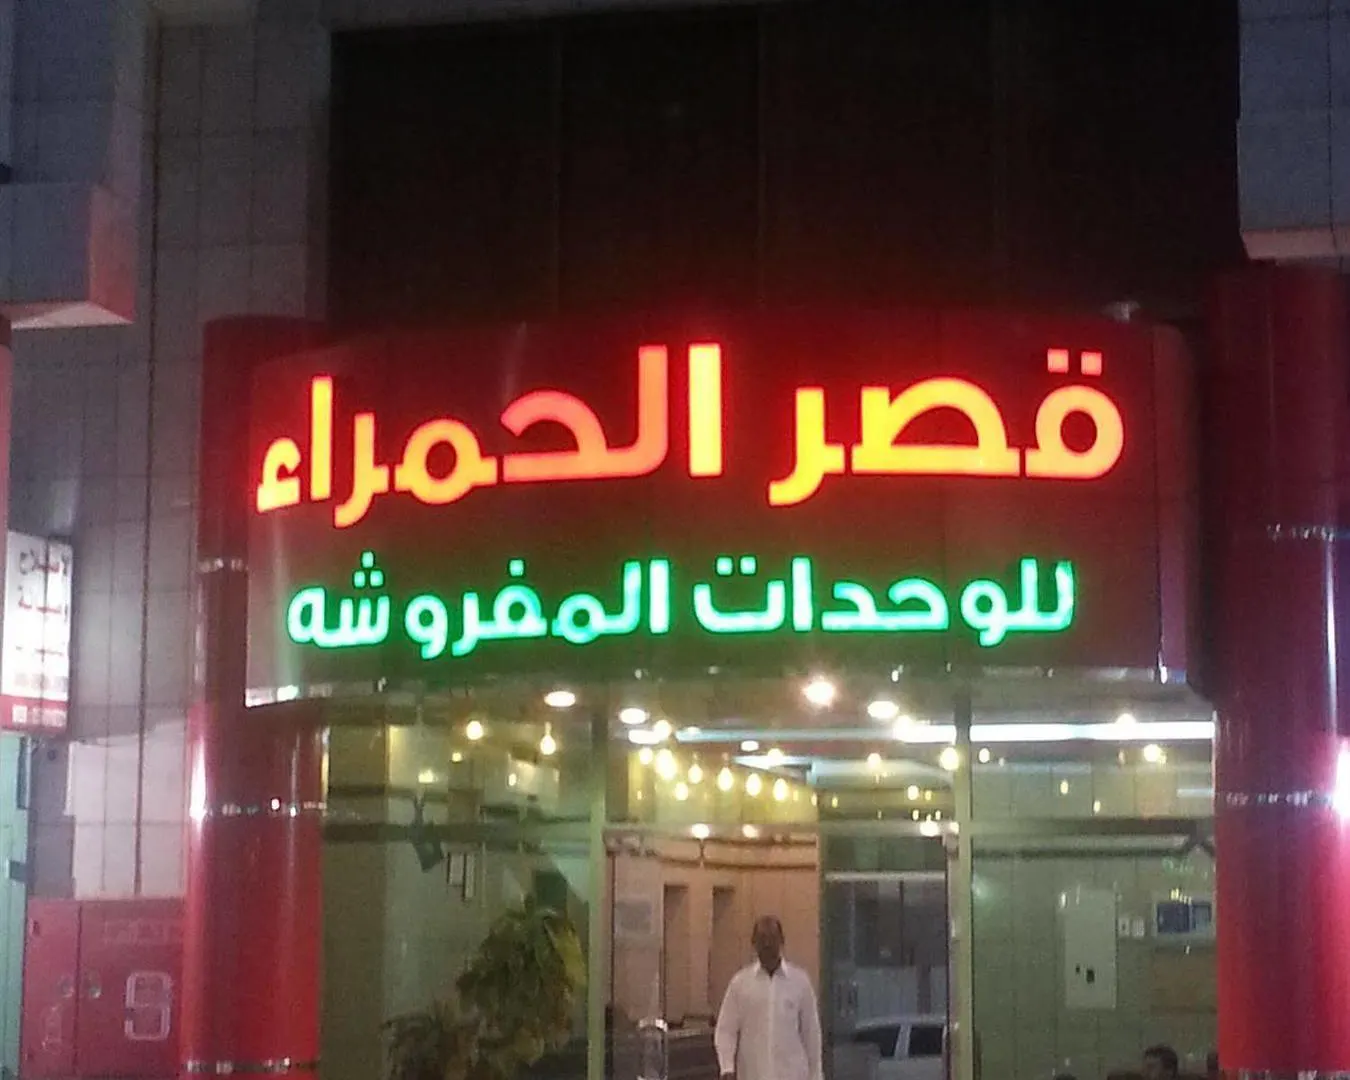 قصر الحمراء
للوحدات المفروشه